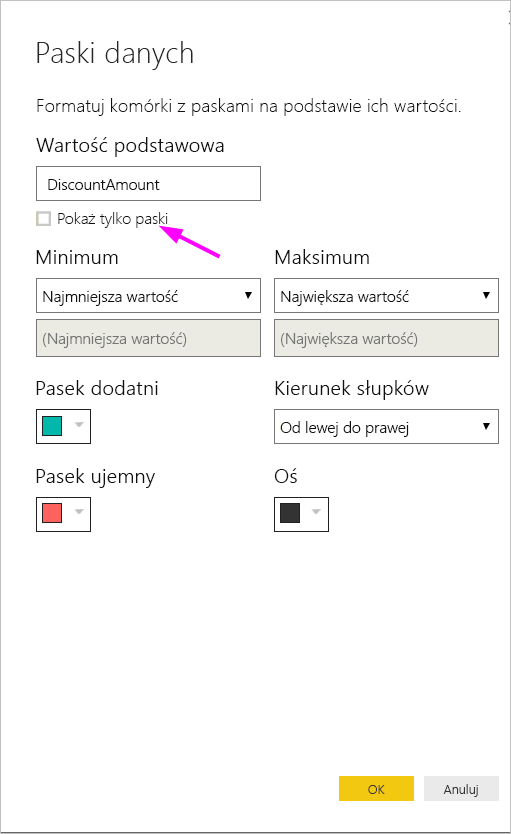 Paski danych
Formatuj komórki z paskami na podstawie ich wartości.
Wartość podstawowa
DiscountAmount
Pokaż tylko paski
Minimum
Maksimum
Najmniejsza wartość
Największa wartość
(Najmniejsza wartość)
(Największa wartość)
Pasek dodatni
Kierunek słupków
Od lewej do prawej
Pasek ujemny
Oś
OK
Anuluj